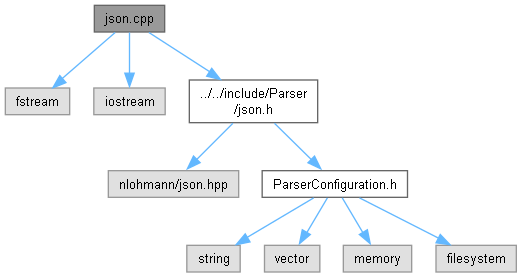 json.cpp
fstream
iostream
../../include/Parser
/json.h
nlohmann/json.hpp
ParserConfiguration.h
string
vector
memory
filesystem